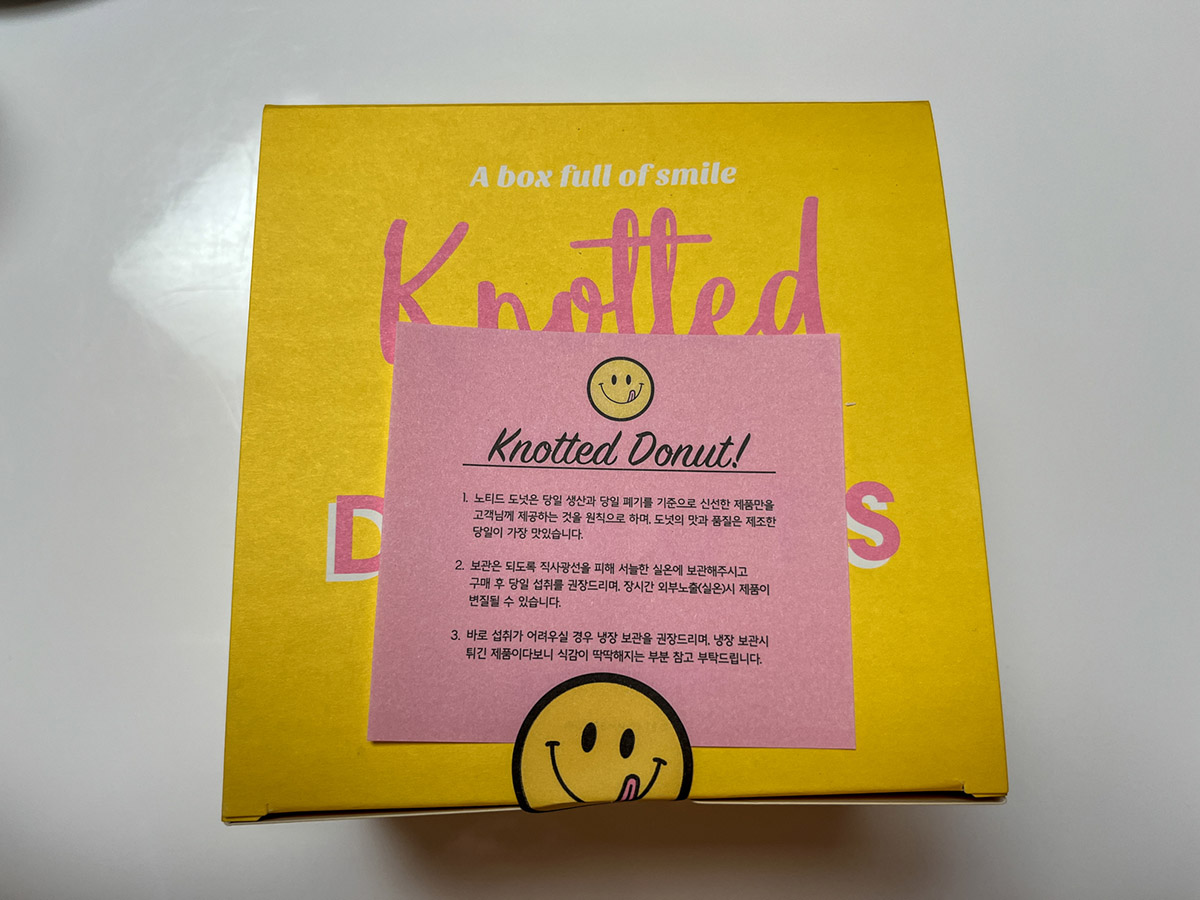 A box full of smile
Knotted
Knotted Donut!
1. 노티드 도넛은 당일 생산과 당일 폐기를 기준으로 신선한 제품만을
고객님께 제공하는 것을 원칙으로 하며, 도넛의 맛과 품질은 제조한
당일이 가장 맛있습니다.
2. 보관은 되도록 직사광선을 피해 서늘한 실온에 보관해주시고
구매 후 당일 섭취를 권장드리며, 장시간 외부노출(실온)시 제품이
변질될 수 있습니다.
3. 바로 섭취가 어려우실 경우 냉장 보관을 권장드리며, 냉장 보관시
튀긴 제품이다보니 식감이 딱딱해지는 부분 참고 부탁드립니다.